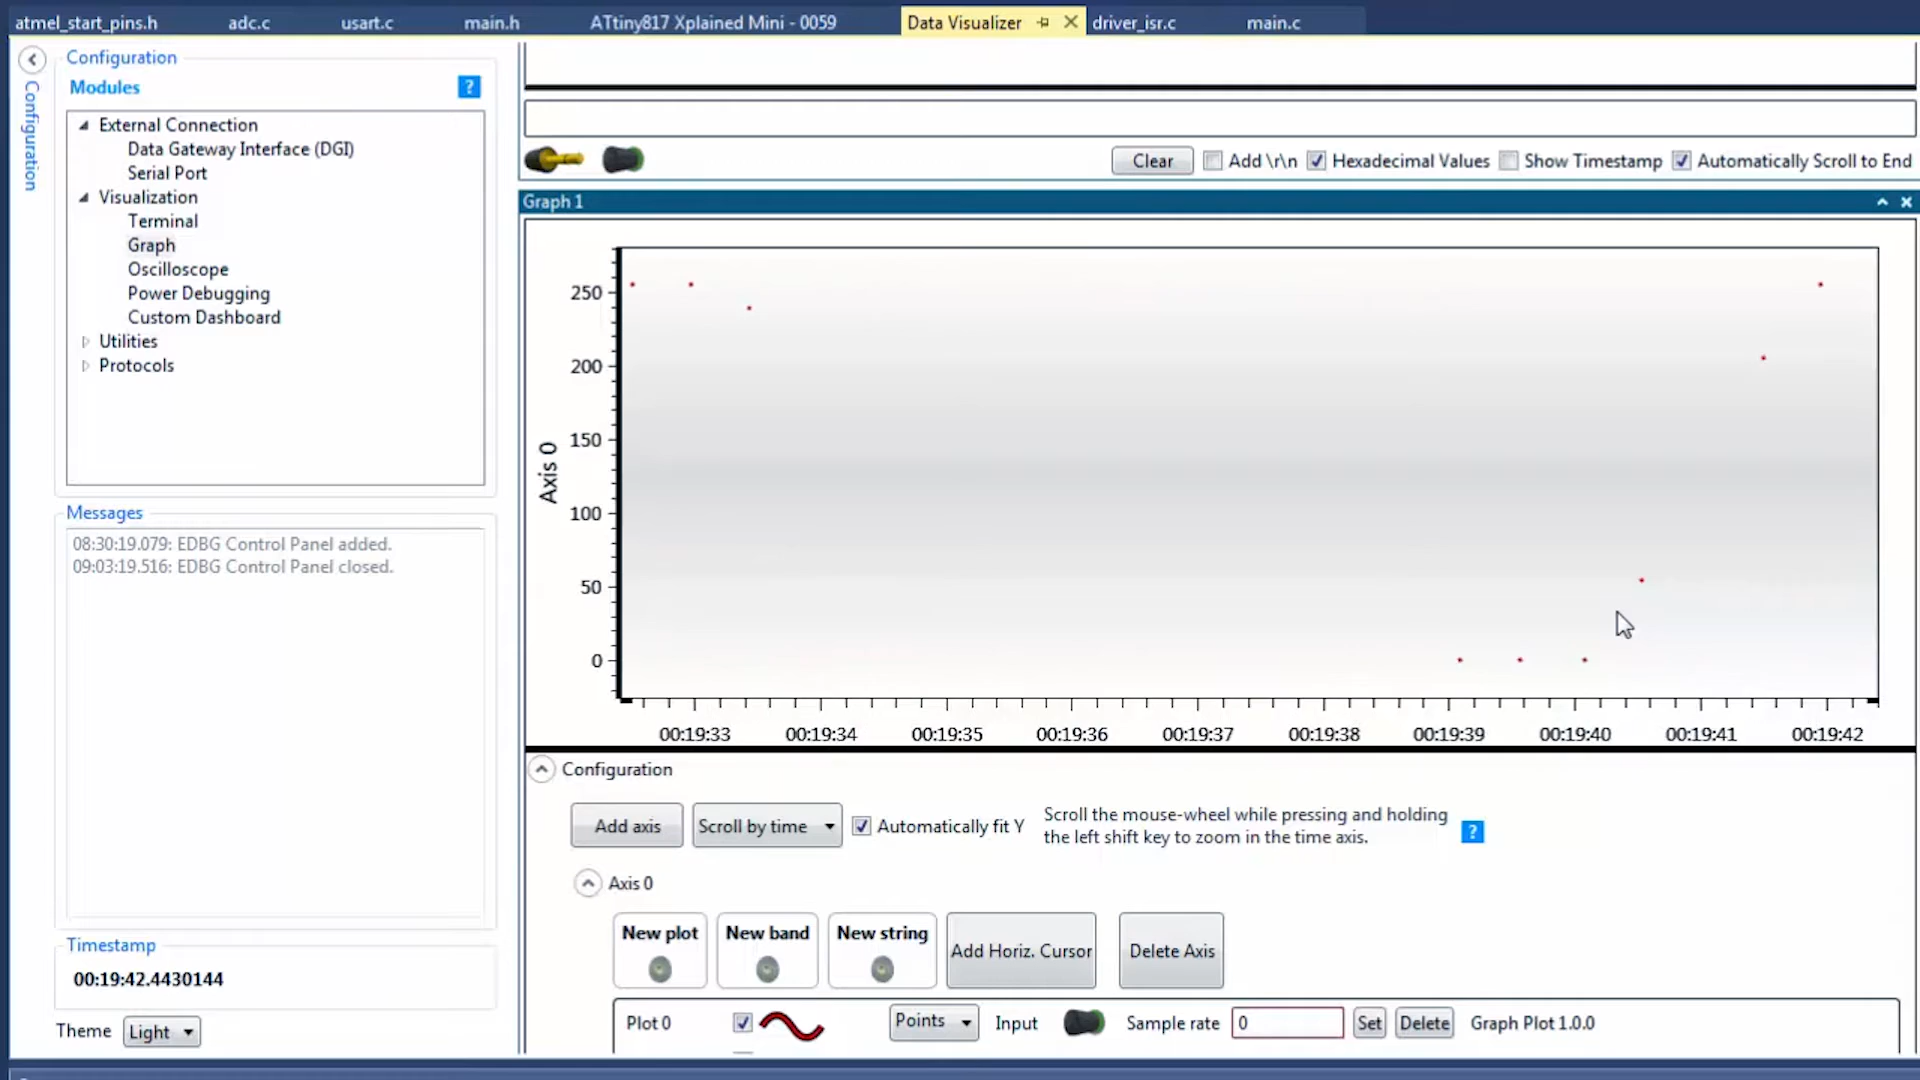 atmel_start_pins.h adc.c usart.c main.h ATtiny817 Xplained Mini - 0059 Data Visualizer driver_isr.c main.c
Configuration
Configuration
Modules
?
External Connection
Data Gateway Interface (DGI)
Serial Port
Visualization
Terminal
Graph
Oscilloscope
Power Debugging
Custom Dashboard
Utilities
Protocols
Messages
08:30:19.079: EDBG Control Panel added.
09:03:19.516: EDBG Control Panel closed.
Timestamp
00:19:42.4430144
Theme Light
Clear Add \r\n Hexadecimal Values Show Timestamp Automatically Scroll to End
Graph 1
250
200
150
100
50
0
Axis 0
00:19:33 00:19:34 00:19:35 00:19:36 00:19:37 00:19:38 00:19:39 00:19:40 00:19:41 00:19:42
Configuration
Add axis Scroll by time Automatically fit Y
Scroll the mouse-wheel while pressing and holding
the left shift key to zoom in the time axis.
?
Axis 0
New plot New band New string Add Horiz. Cursor Delete Axis
Plot 0 Points Input Sample rate 0 Set Delete Graph Plot 1.0.0